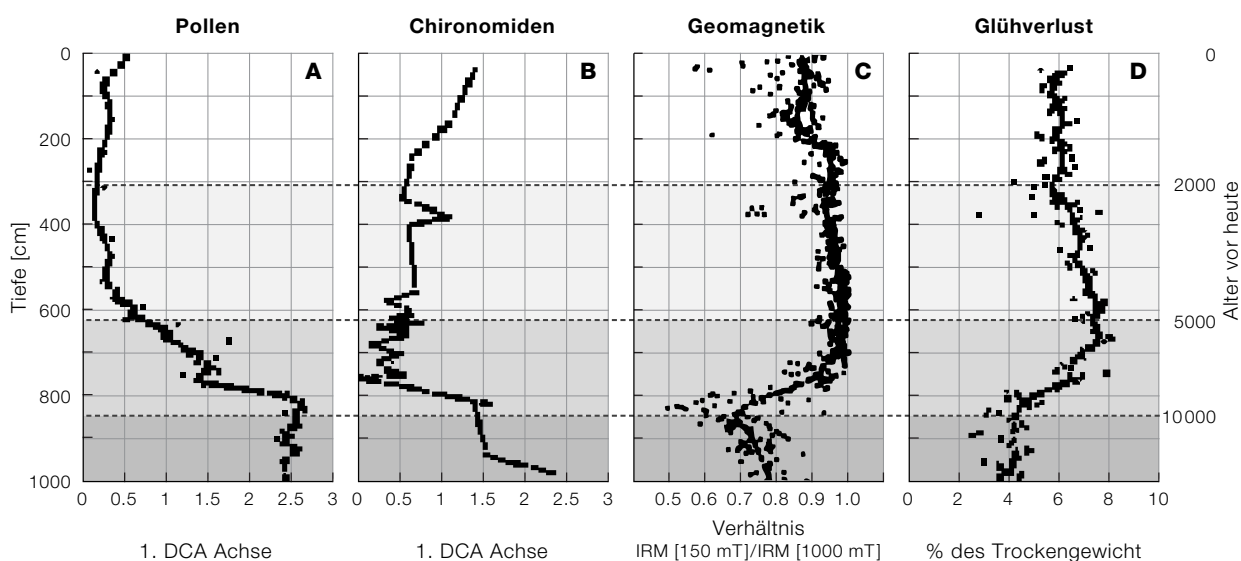 Pollen Chironomiden Geomagnetik Glühverlust
A B C D
0 0
200
2000
400
600
5000
800
10000
1000
Tiefe [cm]
Alter vor heute
0 0.5 1 1.5 2 2.5 3 0 0.5 1 1.5 2 2.5 3 0.5 0.6 0.7 0.8 0.9 1.0 0 2 4 6 8 10
1. DCA Achse 1. DCA Achse Verhältnis
IRM [150 mT]/IRM [1000 mT] % des Trockengewicht